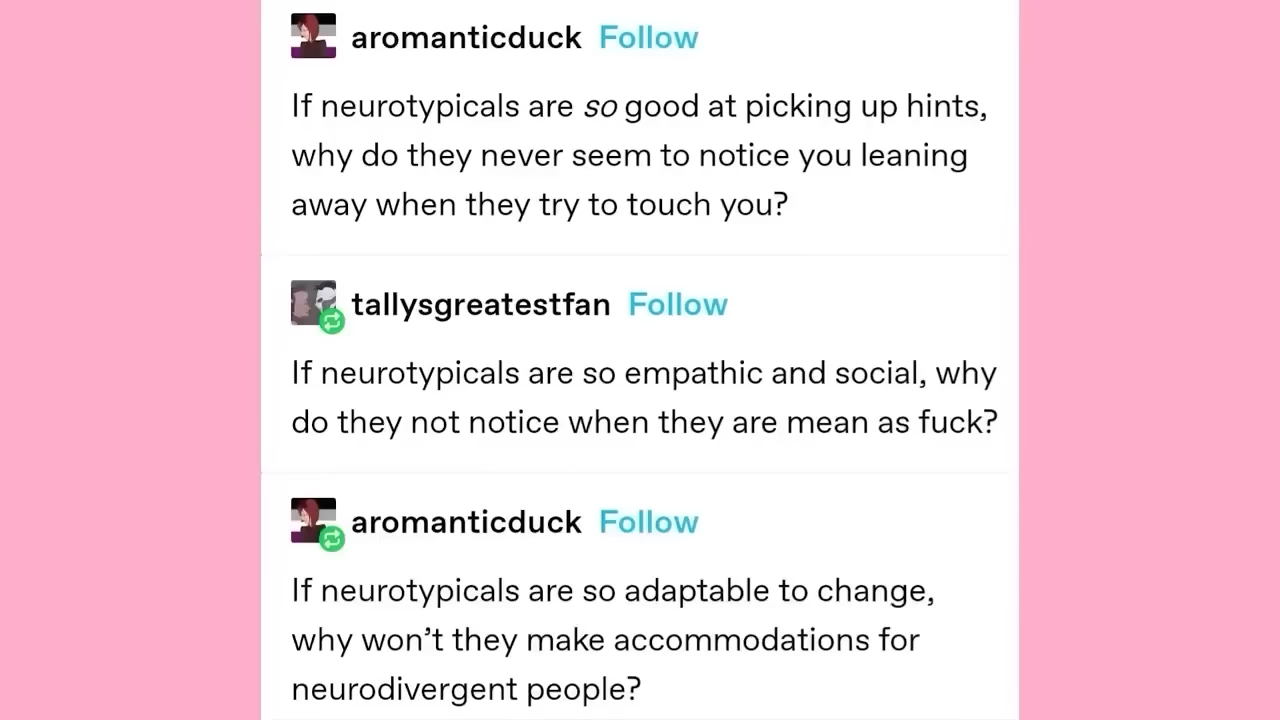 aromanticduck Follow
If neurotypicals are so good at picking up hints,
why do they never seem to notice you leaning
away when they try to touch you?
tallysgreatestfan Follow
If neurotypicals are so empathic and social, why
do they not notice when they are mean as fuck?
aromanticduck Follow
If neurotypicals are so adaptable to change,
why won’t they make accommodations for
neurodivergent people?